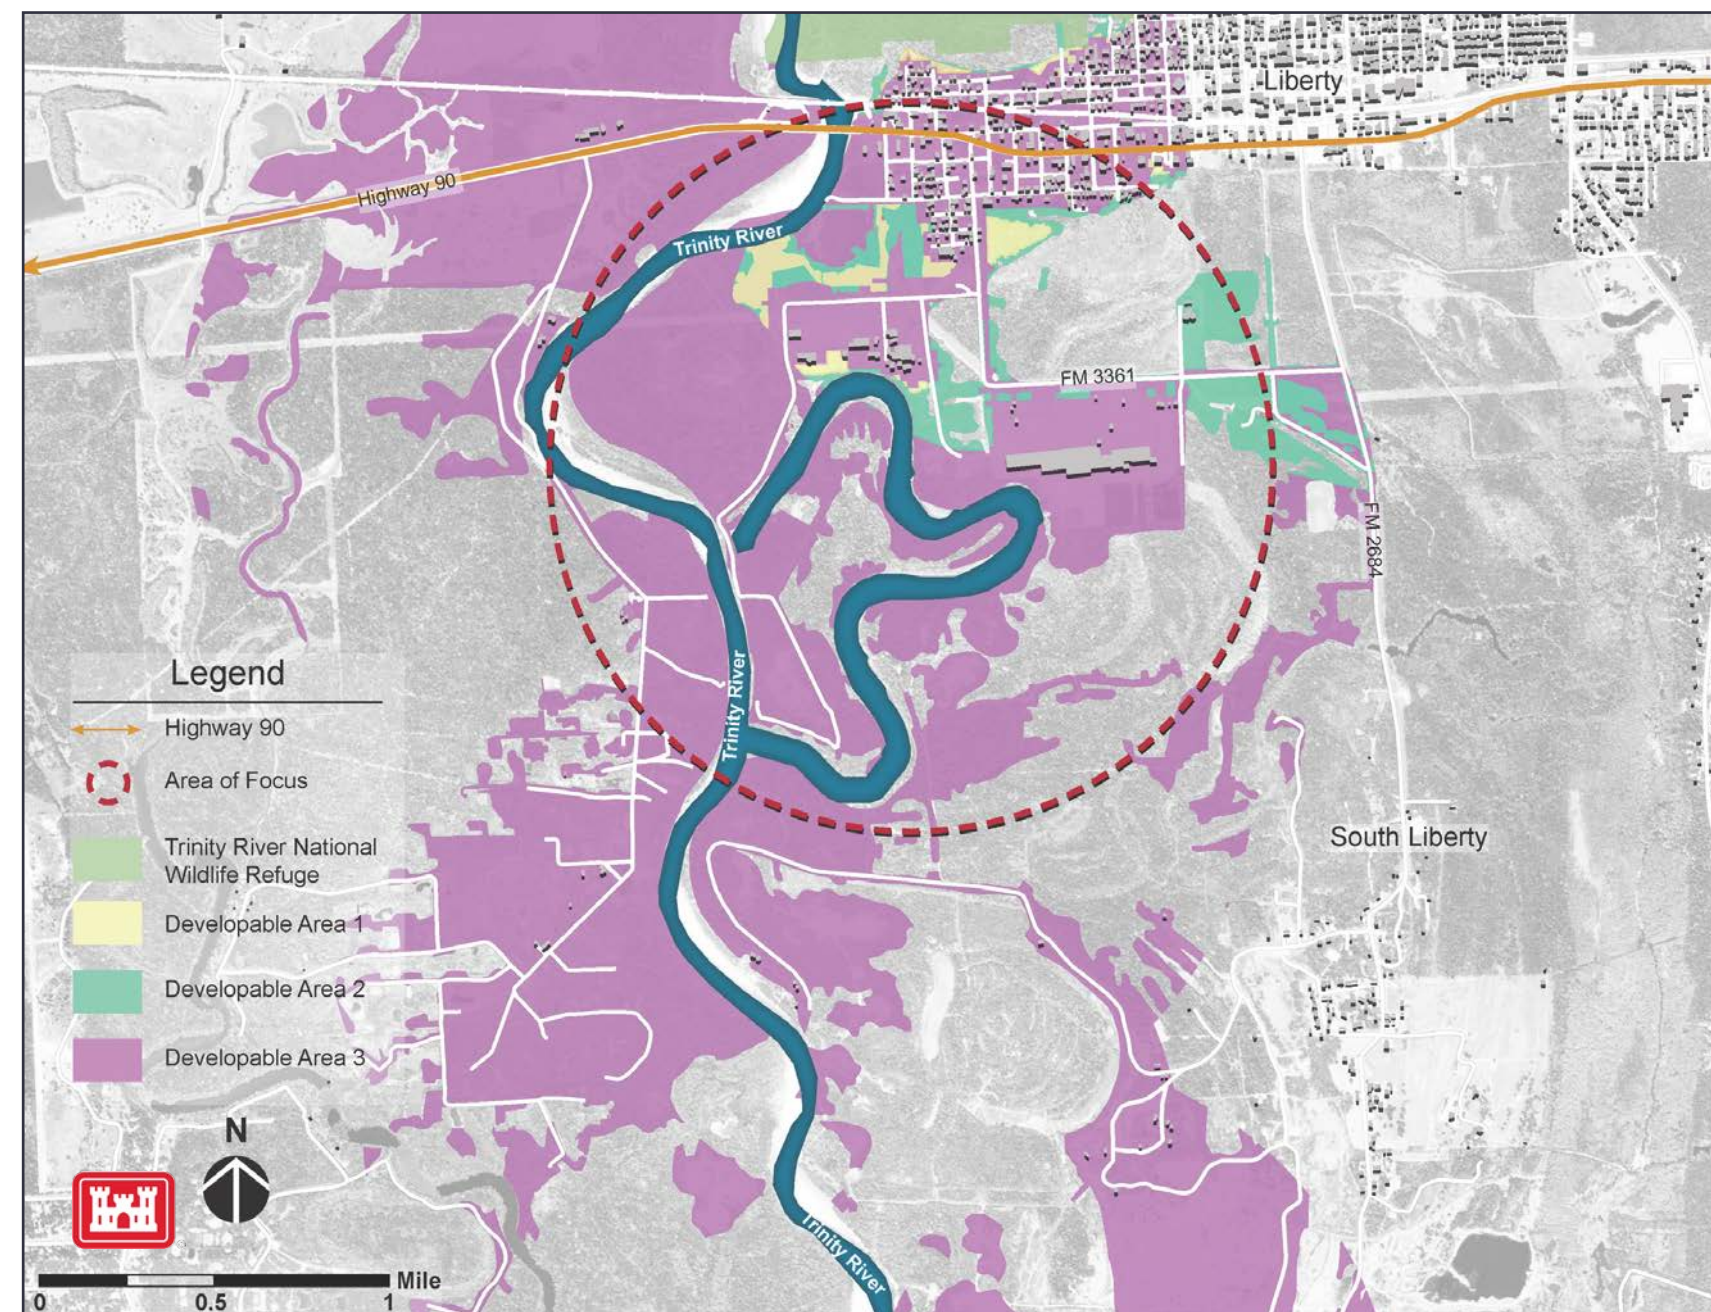 Liberty
Highway 90
Trinity River
FM 3361
FM 2684
Trinity River
South Liberty
Trinity River
Legend
Highway 90
Area of Focus
Trinity River National
Wildlife Refuge
Developable Area 1
Developable Area 2
Developable Area 3
N
Mile
0 0.5 1